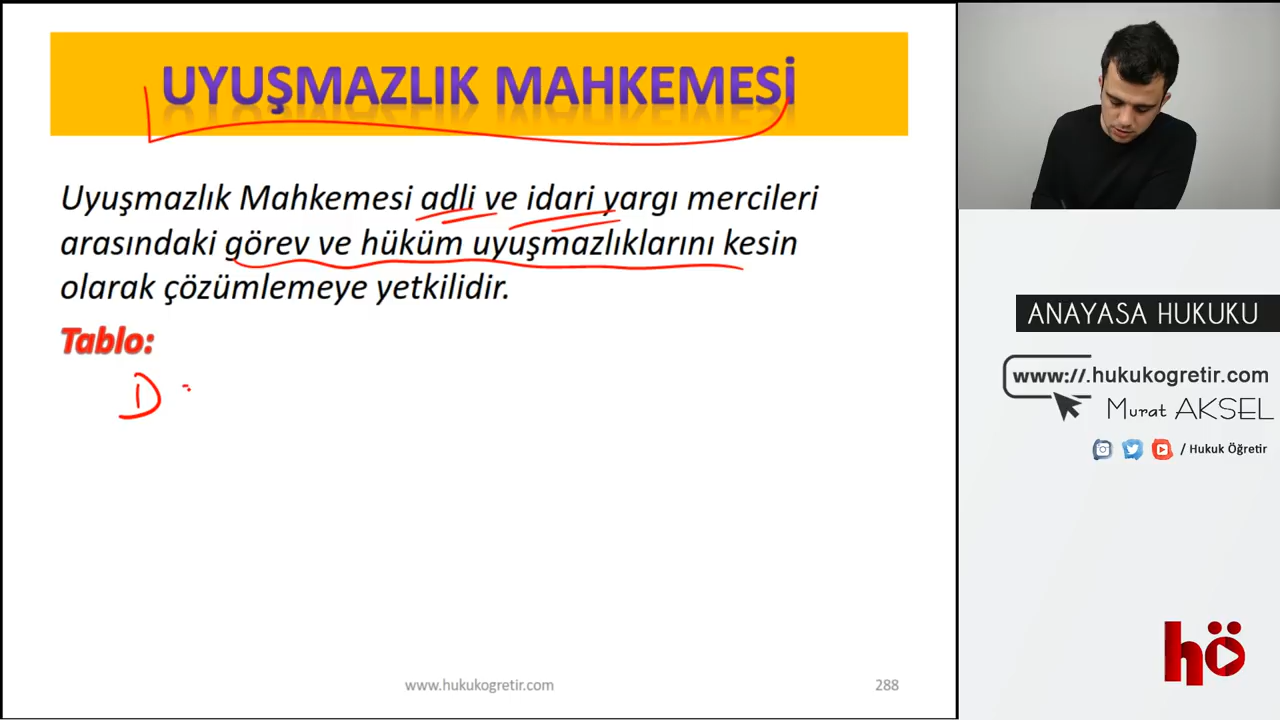 UYUŞMAZLIK MAHKEMESİ
Uyuşmazlık Mahkemesi adli ve idari yargı mercileri
arasındaki görev ve hüküm uyuşmazlıklarını kesin
olarak çözümlemeye yetkilidir.
Tablo:
D
www.hukukogretir.com
288
ANAYASA HUKUKU
www://.hukukogretir.com
Murat AKSEL
/ Hukuk Öğretir
hö